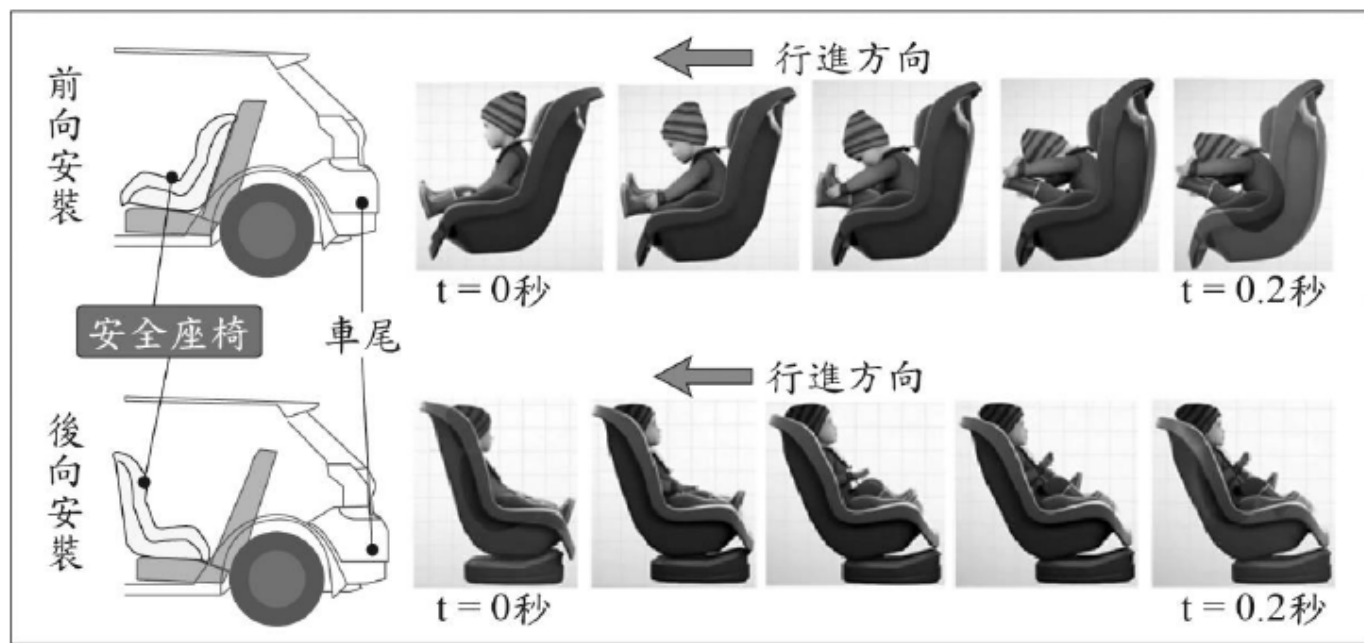 前向安裝
行進方向
t = 0秒
t = 0.2秒
安全座椅
車尾
後向安裝
行進方向
t = 0秒
t = 0.2秒